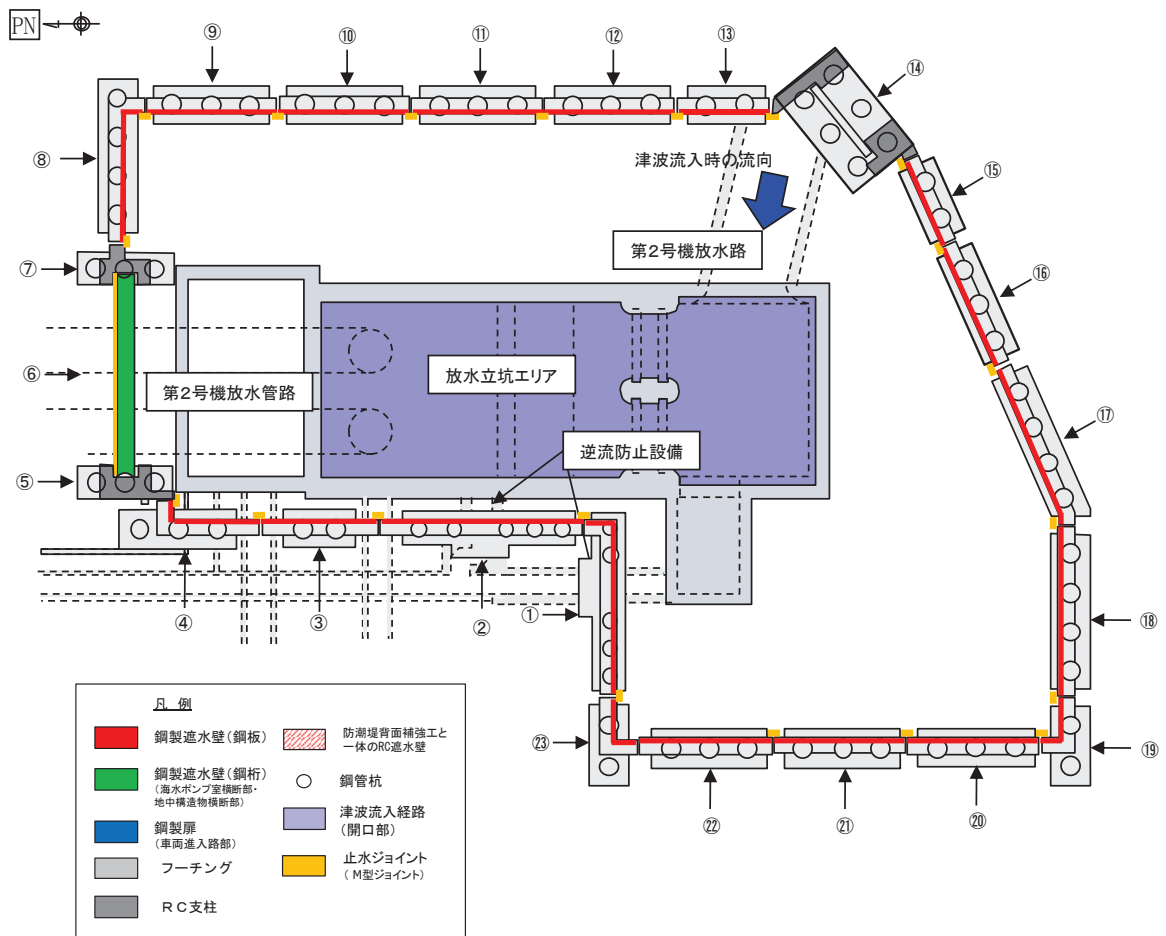 PN
⑨
⑩
⑪
⑫
⑬
⑭
津波流入時の流向
⑧
⑮
第2号機放水路
⑦
⑯
⑥
第2号機放水管路
放水立坑エリア
⑰
逆流防止設備
⑤
④
③
②
①
⑱
凡 例
鋼製遮水壁(鋼板)
鋼製遮水壁(鋼桁)
(海水ポンプ室横断部・
地中構造物横断部)
鋼製扉
(車両進入路部)
フーチング
RC支柱
防潮堤背面補強工と
一体のRC遮水壁
鋼管杭
津波流入経路
(開口部)
止水ジョイント
(M型ジョイント)
㉓
⑲
㉒
㉑
⑳